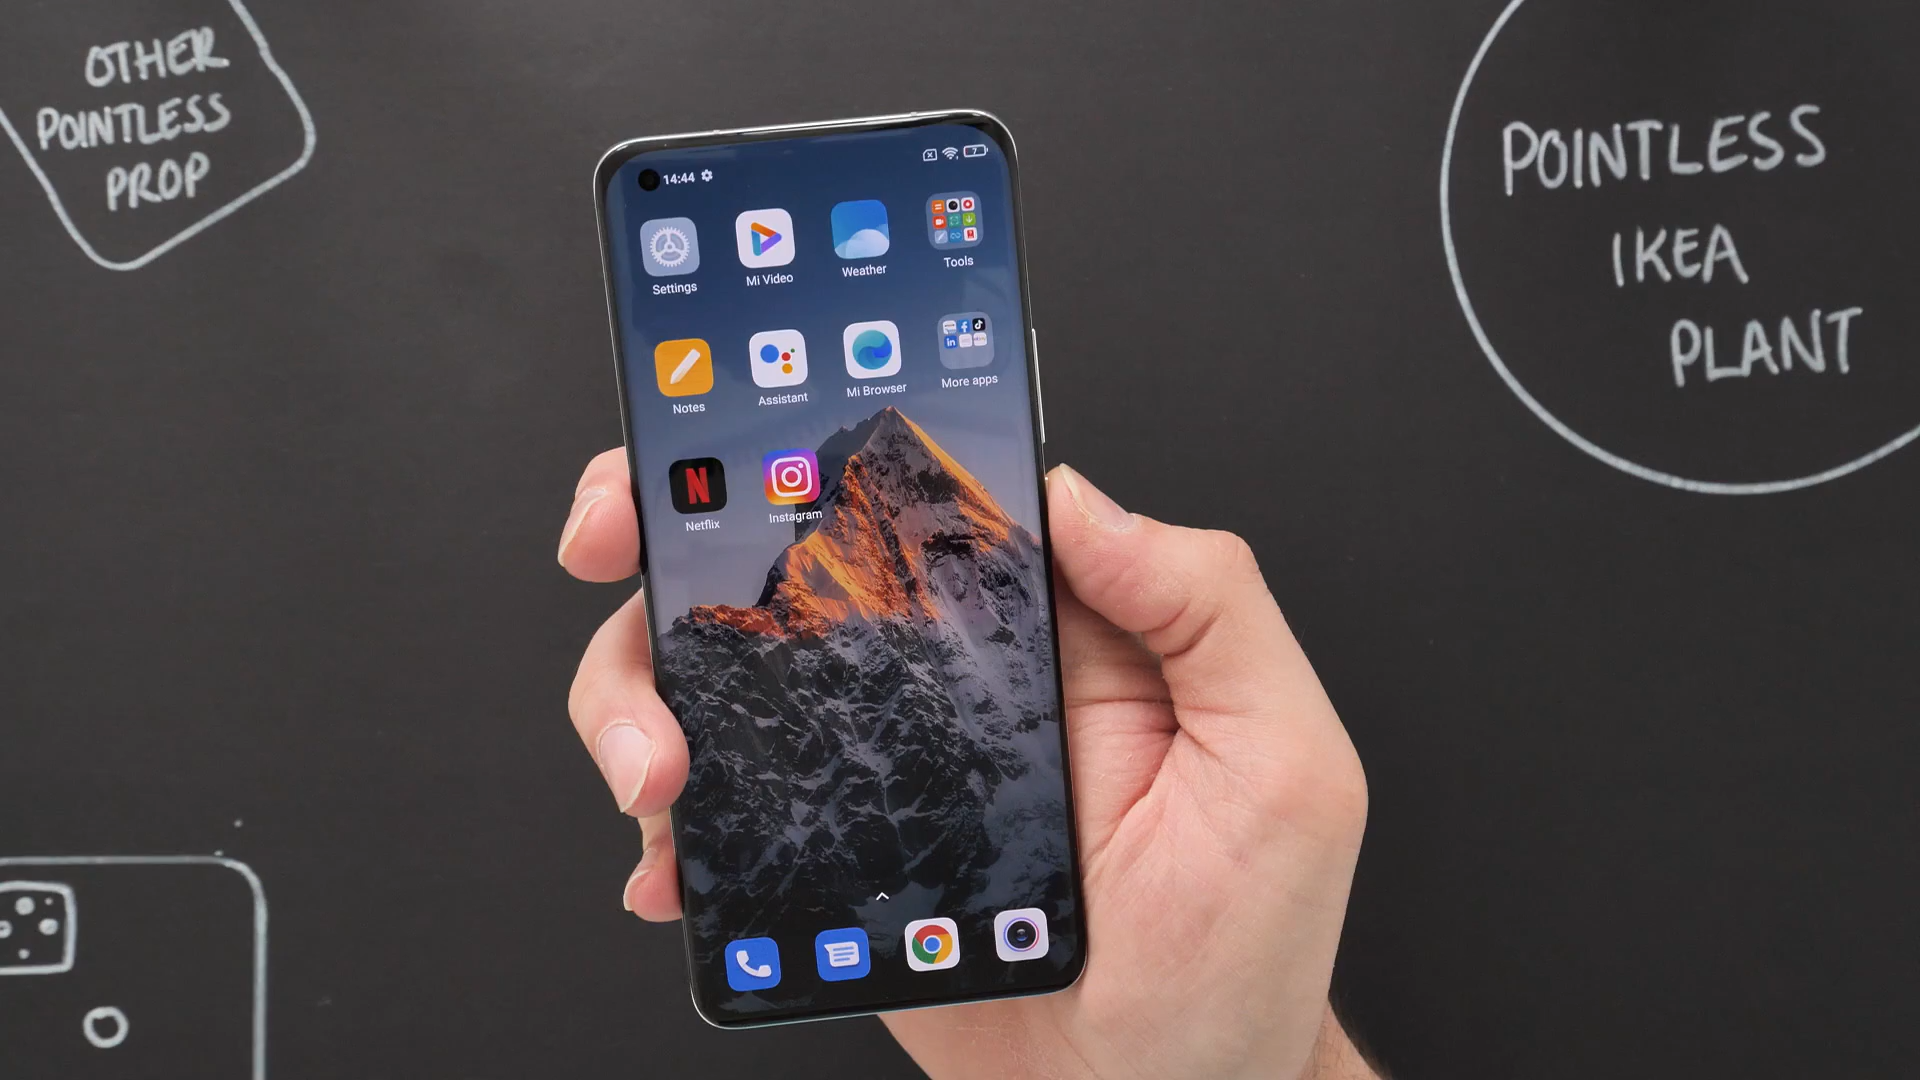 OTHER
POINTLESS
PROP
POINTLESS
IKEA
PLANT
14:44
7
Settings
Mi Video
Weather
Tools
Notes
Assistant
Mi Browser
More apps
N
Netflix
Instagram